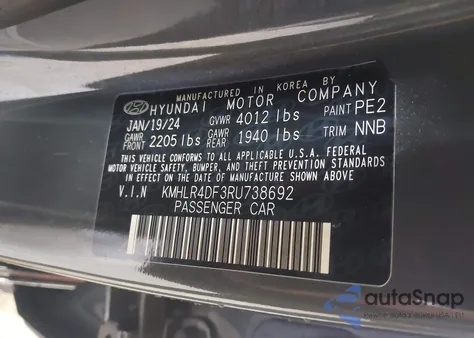 MANUFACTURED IN KOREA BY
HYUNDAI MOTOR COMPANY
JAN/19/24 GVWR 4012 lbs PAINT PE2
GAWR FRONT 2205 lbs GAWR REAR 1940 lbs TRIM NNB
THIS VEHICLE CONFORMS TO ALL APPLICABLE U.S.A. FEDERAL
MOTOR VEHICLE SAFETY, BUMPER, AND THEFT PREVENTION STANDARDS
IN EFFECT ON THE DATE OF MANUFACTURE SHOWN ABOVE.
V.I.N KMHLR4DF3RU738692
PASSENGER CAR
autoSnap